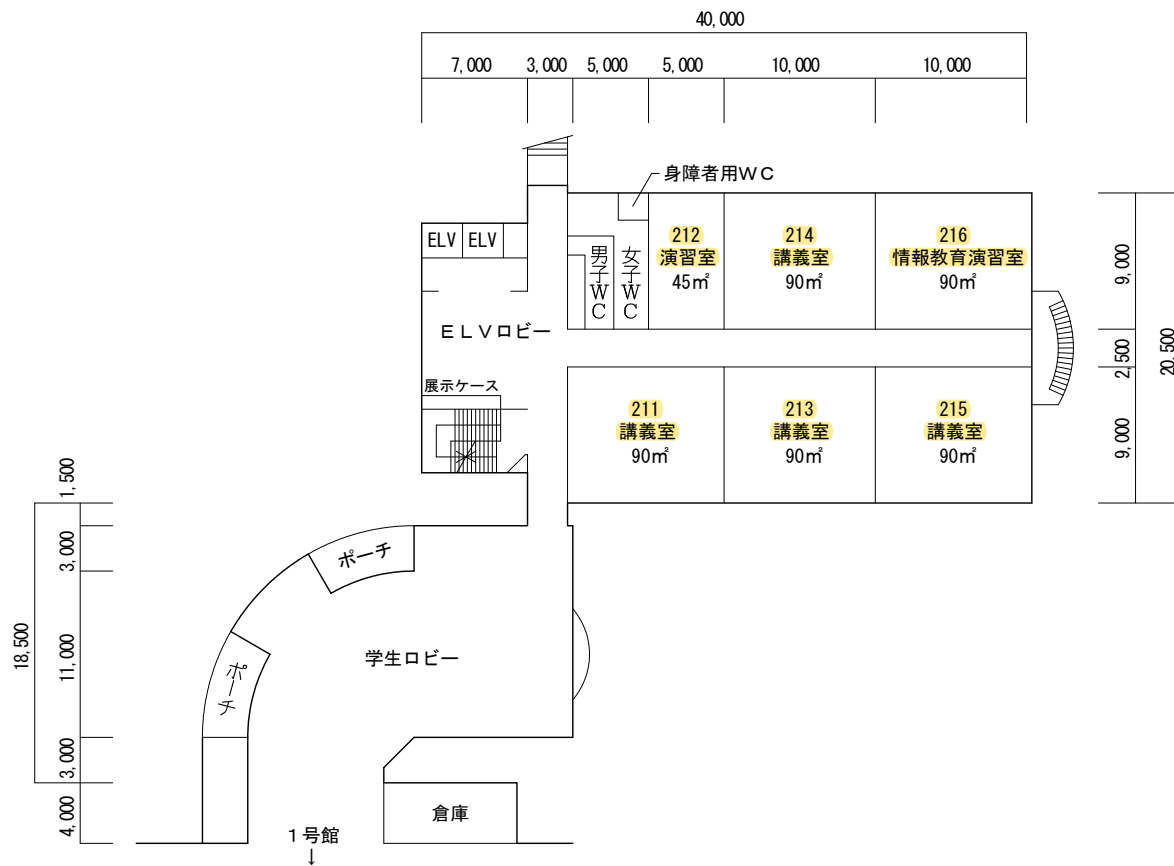 40,000
7,000 3,000 5,000 5,000 10,000 10,000
身障者用WC
ELV ELV
男子WC
女子WC
212
演習室
45㎡
214
講義室
90㎡
216
情報教育演習室
90㎡
9,000
2,500
9,000
20,500
ELVロビー
展示ケース
211
講義室
90㎡
213
講義室
90㎡
215
講義室
90㎡
1,500
3,000
11,000
3,000
4,000
18,500
ポーチ
ポーチ
学生ロビー
倉庫
1号館
↓